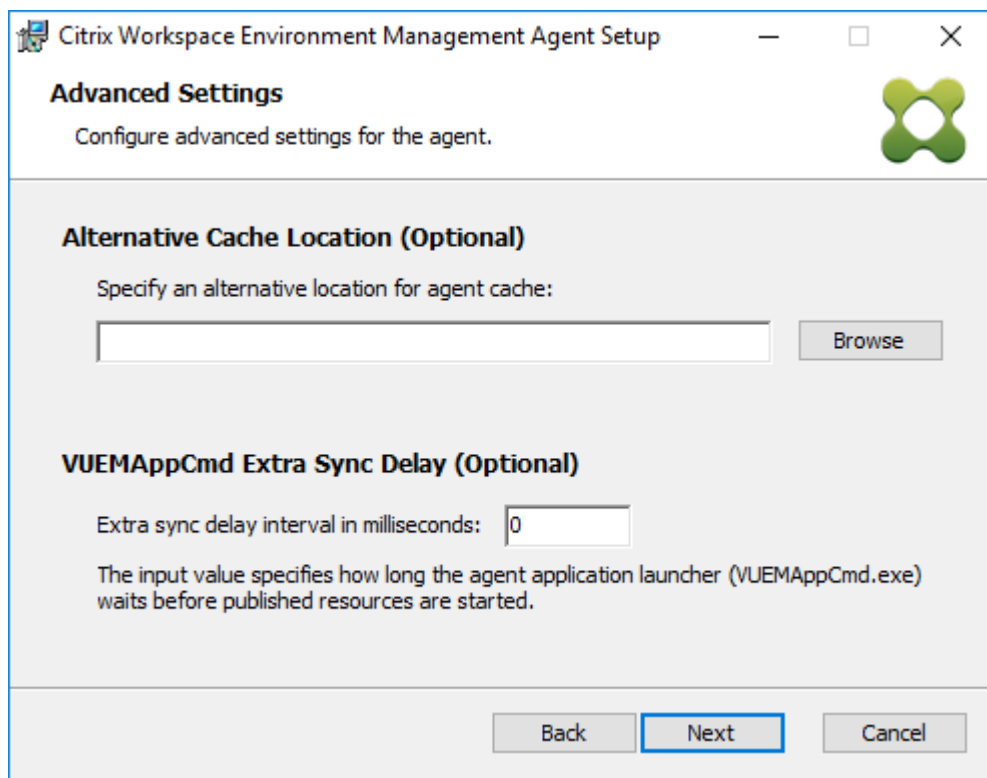 Citrix Workspace Environment Management Agent Setup
Advanced Settings
Configure advanced settings for the agent.
Alternative Cache Location (Optional)
Specify an alternative location for agent cache:
Browse
VUEMAppCmd Extra Sync Delay (Optional)
Extra sync delay interval in milliseconds: 0
The input value specifies how long the agent application launcher (VUEMAppCmd.exe)
waits before published resources are started.
Back Next Cancel